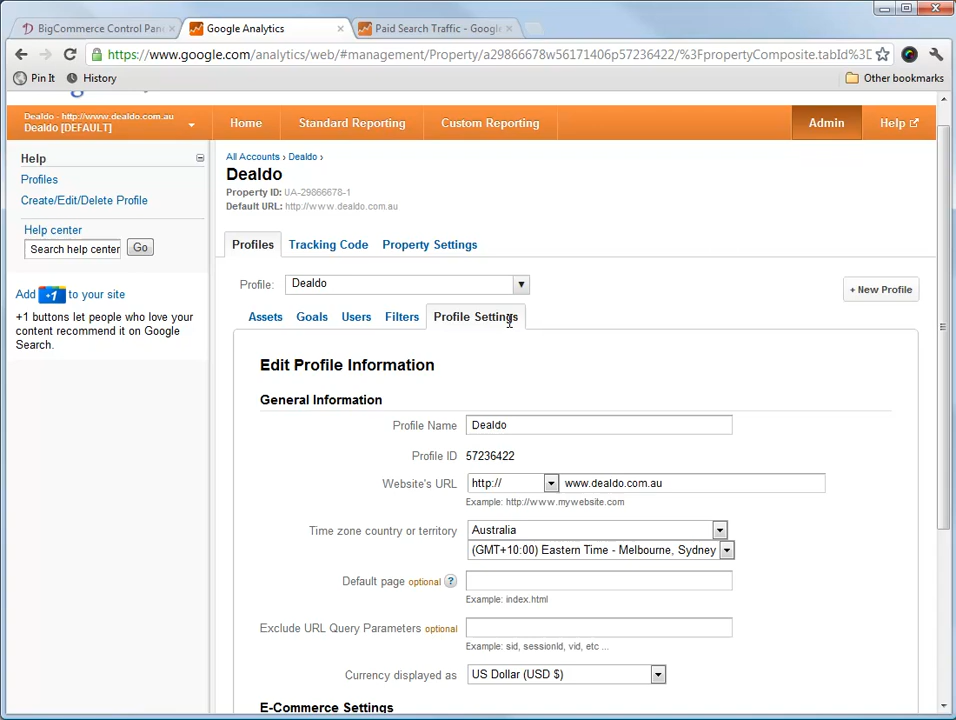 BigCommerce Control Pan
Google Analytics
Paid Search Traffic - Google
https://www.google.com/analytics/web/#management/Property/a29866678w56171406p57236422/%3FpropertyComposite.tabId%3D
Pin It
History
Other bookmarks
Dealdo - http://www.dealdo.com.au
Dealdo [DEFAULT]
Home
Standard Reporting
Custom Reporting
Admin
Help
Help
Profiles
Create/Edit/Delete Profile
Help center
Search help center
Go
Add +1 to your site
+1 buttons let people who love your
content recommend it on Google
Search.
All Accounts › Dealdo ›
Dealdo
Property ID: UA-29866678-1
Default URL: http://www.dealdo.com.au
Profiles
Tracking Code
Property Settings
Profile:
Dealdo
+ New Profile
Assets
Goals
Users
Filters
Profile Settings
Edit Profile Information
General Information
Profile Name
Dealdo
Profile ID
57236422
Website's URL
http://
www.dealdo.com.au
Example: http://www.mywebsite.com
Time zone country or territory
Australia
(GMT+10:00) Eastern Time - Melbourne, Sydney
Default page optional ?
Example: index.html
Exclude URL Query Parameters optional
Example: sid, sessionId, vid, etc ...
Currency displayed as
US Dollar (USD $)
E-Commerce Settings